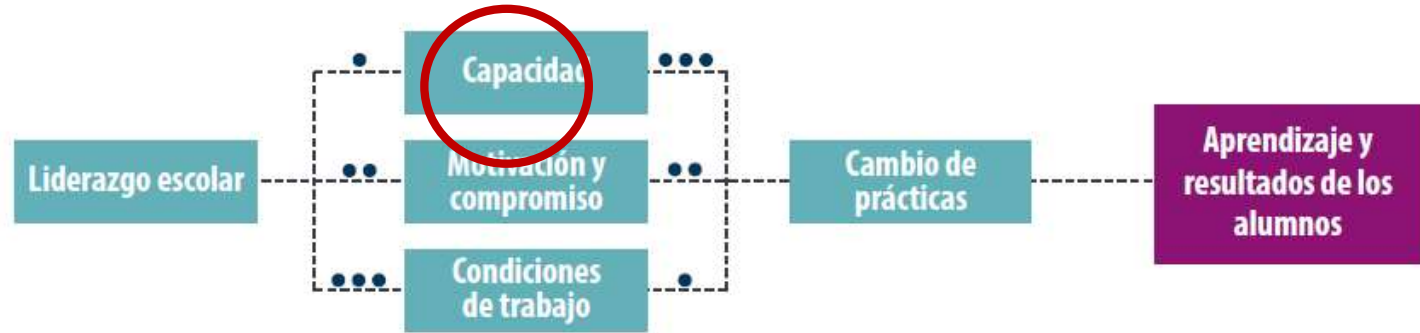 Liderazgo escolar
Capacidad
Motivación y
compromiso
Condiciones
de trabajo
Cambio de
prácticas
Aprendizaje y
resultados de los
alumnos